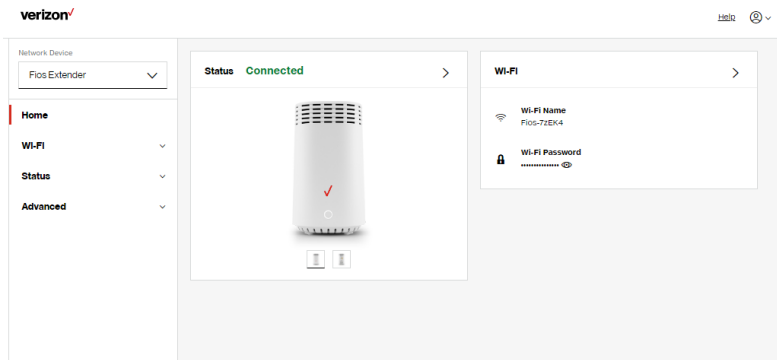 verizon✓
Help
Network Device
Fios Extender
Home
Wi-Fi
Status
Advanced
Status Connected
Wi-Fi
Wi-Fi Name
Fios-7zEK4
Wi-Fi Password
•••••••••••••••